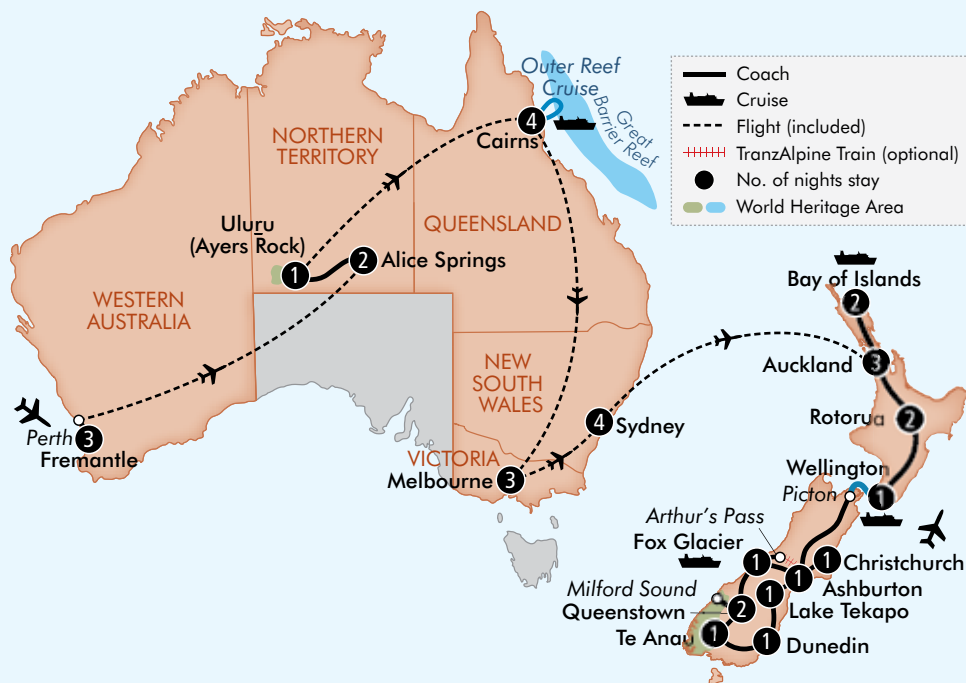 Outer Reef
Cruise
Great
Barrier Reef
4
Cairns
NORTHERN
TERRITORY
QUEENSLAND
Uluru
(Ayers Rock)
1
2
Alice Springs
WESTERN
AUSTRALIA
NEW
SOUTH
WALES
4
Sydney
Perth
3
Fremantle
VICTORIA
Melbourne
3
Coach
Cruise
Flight (included)
TranzAlpine Train (optional)
No. of nights stay
World Heritage Area
Bay of Islands
2
Auckland
3
Rotorua
2
Wellington
Picton
1
Arthur's Pass
Fox Glacier
1
1
Christchurch
1
Ashburton
Milford Sound
Queenstown
2
1
Lake Tekapo
Te Anau
1
1
Dunedin